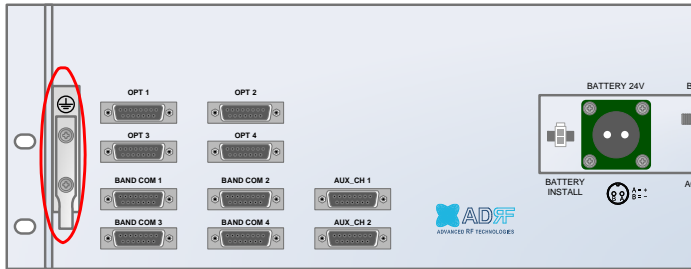 OPT 1
OPT 2
OPT 3
OPT 4
BAND COM 1
BAND COM 2
AUX_CH 1
BAND COM 3
BAND COM 4
AUX_CH 2
ADRF
ADVANCED RF TECHNOLOGIES
BATTERY 24V
BATTERY
INSTALL
B A
A = +
B = -